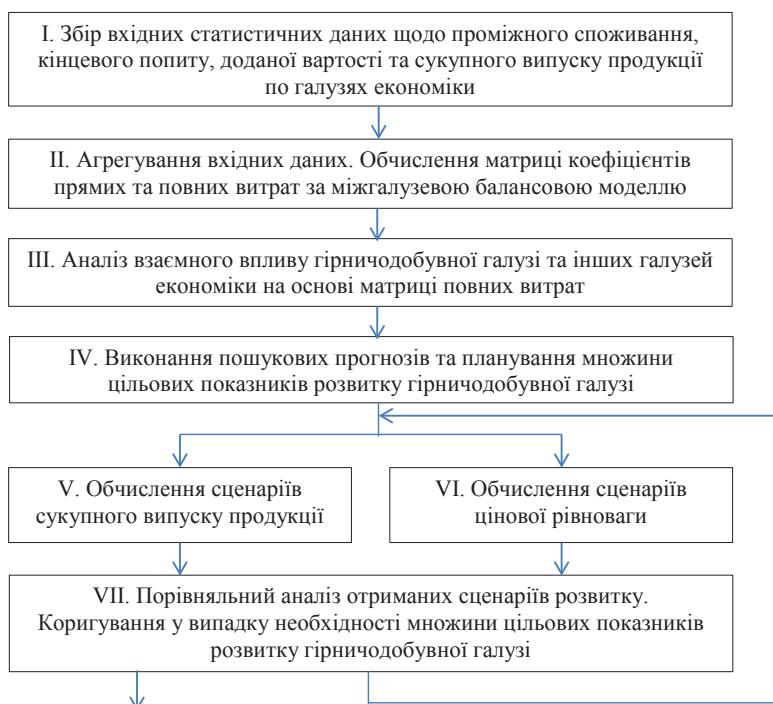 I. Збір вхідних статистичних даних щодо проміжного споживання,
кінцевого попиту, доданої вартості та сукупного випуску продукції
по галузях економіки
II. Агрегування вхідних даних. Обчислення матриці коефіцієнтів
прямих та повних витрат за міжгалузевою балансовою моделлю
III. Аналіз взаємного впливу гірничодобувної галузі та інших галузей
економіки на основі матриці повних витрат
IV. Виконання пошукових прогнозів та планування множини
цільових показників розвитку гірничодобувної галузі
V. Обчислення сценаріїв
сукупного випуску продукції
VI. Обчислення сценаріїв
цінової рівноваги
VII. Порівняльний аналіз отриманих сценаріїв розвитку.
Коригування у випадку необхідності множини цільових показників
розвитку гірничодобувної галузі